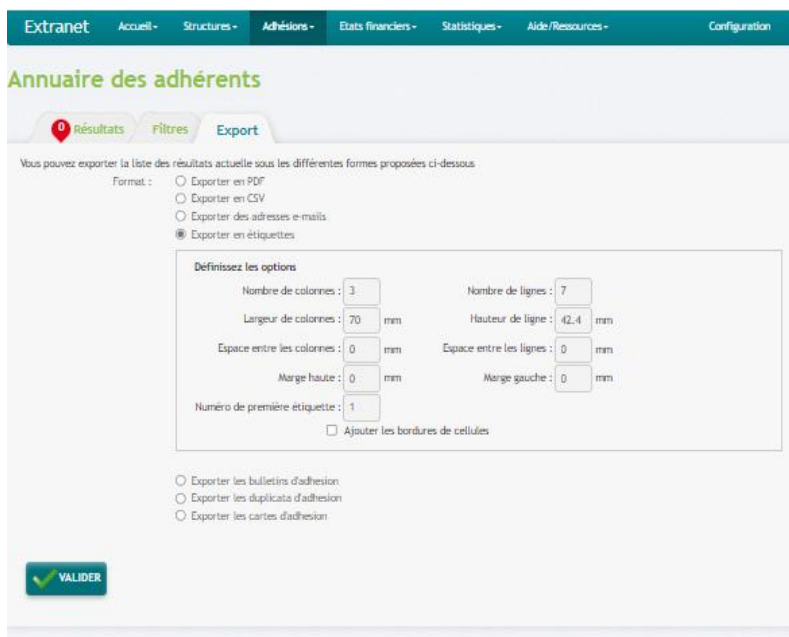 Extranet Accueil Structures Adhésions Etats financiers Statistiques Aide/Ressources Configuration
Annuaire des adhérents
0 Résultats Filtres Export
Vous pouvez exporter la liste des résultats actuelle sous les différentes formes proposées ci-dessous
Format : Exporter en PDF
Exporter en CSV
Exporter des adresses e-mails
Exporter en étiquettes
Définissez les options
Nombre de colonnes : 3 Nombre de lignes : 7
Largeur de colonnes : 70 mm Hauteur de ligne : 42.4 mm
Espace entre les colonnes : 0 mm Espace entre les lignes : 0 mm
Marge haute : 0 mm Marge gauche : 0 mm
Numéro de première étiquette : 1
Ajouter les bordures de cellules
Exporter les bulletins d'adhesion
Exporter les duplicata d'adhesion
Exporter les cartes d'adhesion
VALIDER